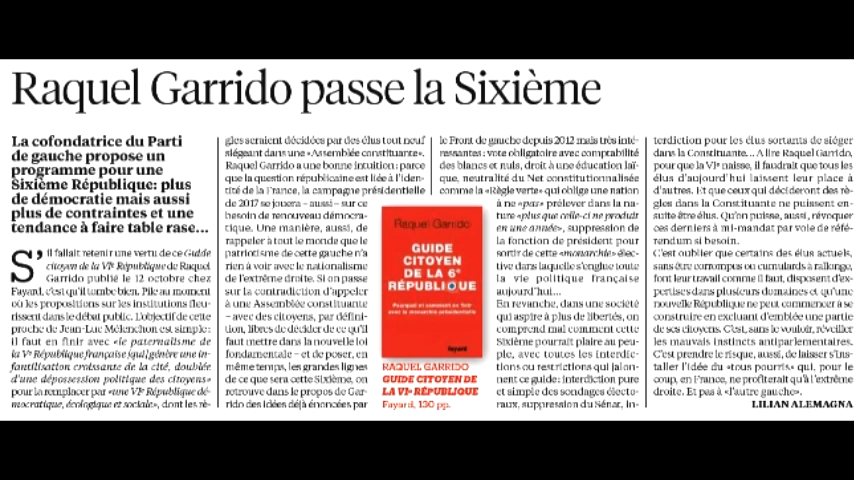 Raquel Garrido passe la Sixième
La cofondatrice du Parti
de gauche propose un
programme pour une
Sixième République: plus
de démocratie mais aussi
plus de contraintes et une
tendance à faire table rase...
S'il fallait retenir une vertu de ce Guide
citoyen de la VIe République de Raquel
Garrido publié le 12 octobre chez
Fayard, c'est qu'il tombe bien. Pile au moment
où les propositions sur les institutions fleu-
rissent dans le débat public. L'objectif de cette
proche de Jean-Luc Mélenchon est simple:
il faut en finir avec «le paternalisme de
la Ve République française [qui] génère une in-
fantilisation croissante de la cité, doublée
d'une dépossession politique des citoyens»
pour la remplacer par «une VIe République dé-
mocratique, écologique et sociale», dont les rè-
gles seraient décidées par des élus tout neuf
siégeant dans une «Assemblée constituante».
Raquel Garrido a une bonne intuition: parce
que la question républicaine est liée à l'iden-
tité de la France, la campagne présidentielle
de 2017 se jouera – aussi – sur ce
besoin de renouveau démocra-
tique. Une manière, aussi, de
rappeler à tout le monde que le
patriotisme de cette gauche n'a
rien à voir avec le nationalisme
de l'extrême droite. Si on passe
sur la contradiction d'appeler
à une Assemblée constituante
– avec des citoyens, par défini-
tion, libres de décider de ce qu'il
faut mettre dans la nouvelle loi
fondamentale – et de poser, en
même temps, les grandes lignes
de ce que sera cette Sixième, on
retrouve dans le propos de Gar-
rido des idées déjà énoncées par
le Front de gauche depuis 2012 mais très inté-
ressantes: vote obligatoire avec comptabilité
des blancs et nuls, droit à une éducation laï-
que, neutralité du Net constitutionnalisée
comme la «Règle verte» qui oblige une nation
à ne «pas» prélever dans la na-
ture «plus que celle-ci ne produit
en une année», suppression de
la fonction de président pour
sortir de cette «monarchie» élec-
tive dans laquelle s'englue toute
la vie politique française
aujourd'hui...
En revanche, dans une société
qui aspire à plus de libertés, on
comprend mal comment cette
Sixième pourrait plaire au peu-
ple, avec toutes les interdic-
tions ou restrictions qui jalon-
nent ce guide: interdiction pure
et simple des sondages électo-
raux, suppression du Sénat, in-
Raquel Garrido
GUIDE
CITOYEN
DE LA 6e
RÉPUBLIQUE
Pourquoi et comment en finir
avec la monarchie présidentielle
Fayard
RAQUEL GARRIDO
GUIDE CITOYEN DE
LA VIe RÉPUBLIQUE
Fayard, 130 pp.
terdiction pour les élus sortants de siéger
dans la Constituante... A lire Raquel Garrido,
pour que la VIe naisse, il faudrait que tous les
élus d'aujourd'hui laissent leur place à
d'autres. Et que ceux qui décideront des rè-
gles dans la Constituante ne puissent en-
suite être élus. Qu'on puisse, aussi, révoquer
ces derniers à mi-mandat par voie de réfé-
rendum si besoin.
C'est oublier que certains des élus actuels,
sans être corrompus ou cumulards à rallonge,
font leur travail comme il faut, disposent d'ex-
pertises dans plusieurs domaines et qu'une
nouvelle République ne peut commencer à se
construire en excluant d'emblée une partie
de ses citoyens. C'est, sans le vouloir, réveiller
les mauvais instincts antiparlementaires.
C'est prendre le risque, aussi, de laisser s'ins-
taller l'idée du «tous pourris» qui, pour le
coup, en France, ne profiterait qu'à l'extrême
droite. Et pas à «l'autre gauche».
LILIAN ALEMAGNA